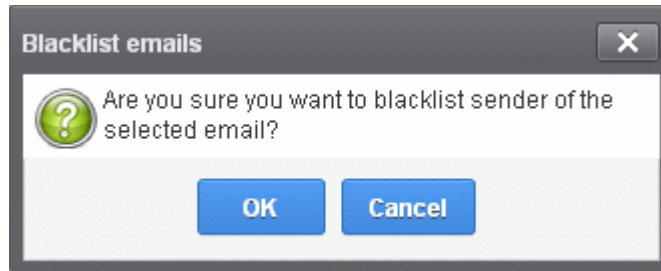 Blacklist emails
Are you sure you want to blacklist sender of the
selected email?
OK
Cancel